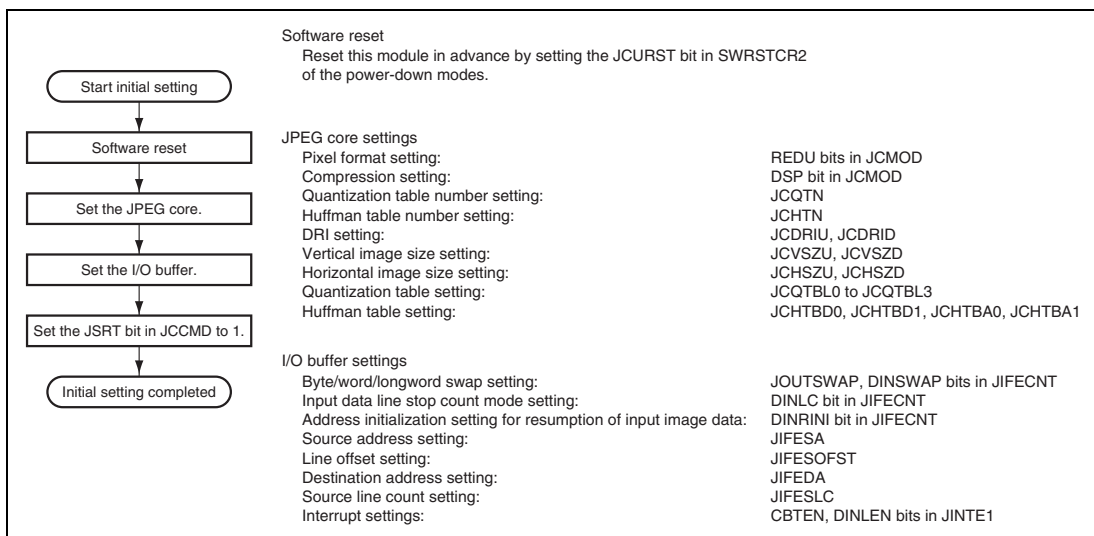 Start initial setting
Software reset
Set the JPEG core.
Set the I/O buffer.
Set the JSRT bit in JCCMD to 1.
Initial setting completed
Software reset
Reset this module in advance by setting the JCURST bit in SWRSTCR2
of the power-down modes.
JPEG core settings
Pixel format setting: REDU bits in JCMOD
Compression setting: DSP bit in JCMOD
Quantization table number setting: JCQTN
Huffman table number setting: JCHTN
DRI setting: JCDRIU, JCDRID
Vertical image size setting: JCVSZU, JCVSZD
Horizontal image size setting: JCHSZU, JCHSZD
Quantization table setting: JCQTBL0 to JCQTBL3
Huffman table setting: JCHTBD0, JCHTBD1, JCHTBA0, JCHTBA1
I/O buffer settings
Byte/word/longword swap setting: JOUTSWAP, DINSWAP bits in JIFECNT
Input data line stop count mode setting: DINLC bit in JIFECNT
Address initialization setting for resumption of input image data: DINRINI bit in JIFECNT
Source address setting: JIFESA
Line offset setting: JIFESOFST
Destination address setting: JIFEDA
Source line count setting: JIFESLC
Interrupt settings: CBTEN, DINLEN bits in JINTE1